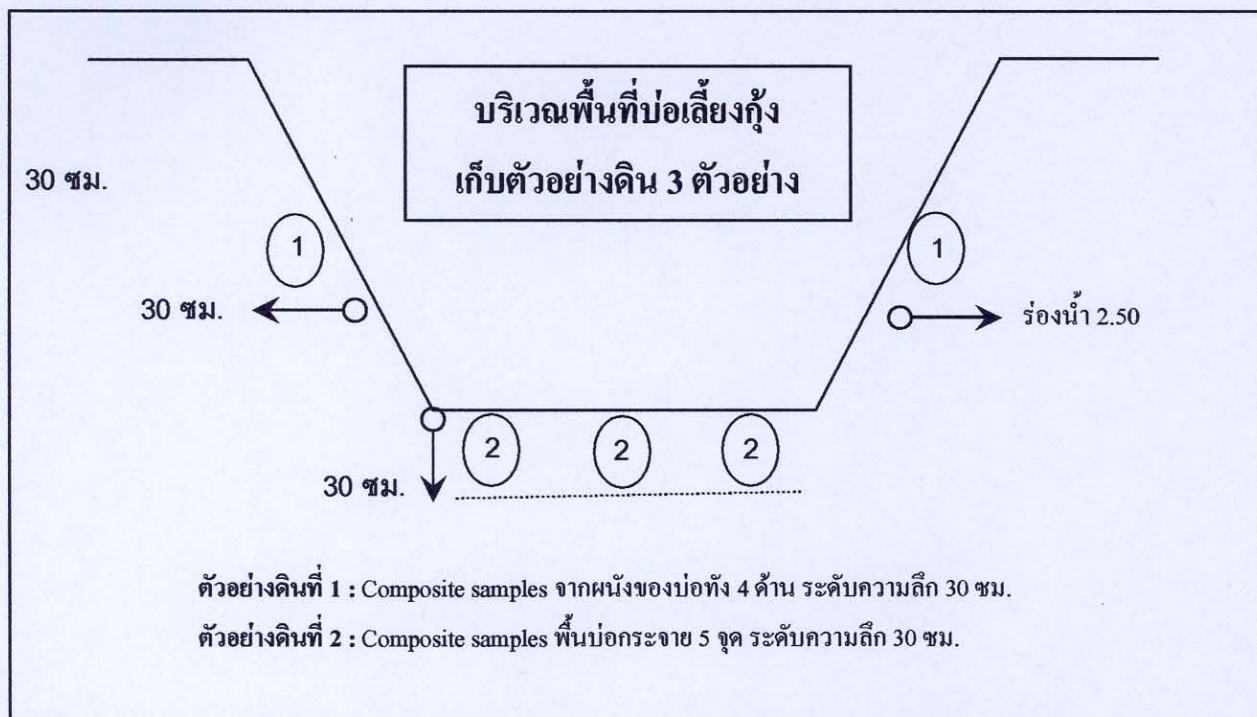 บริเวณพื้นที่บ่อเลี้ยงกุ้ง
เก็บตัวอย่างดิน 3 ตัวอย่าง
30 ซม.
1
1
30 ซม.
ร่องน้ำ 2.50
2
2
2
30 ซม.
ตัวอย่างดินที่ 1 : Composite samples จากผนังของบ่อทัง 4 ด้าน ระดับความลึก 30 ซม.
ตัวอย่างดินที่ 2 : Composite samples พื้นบ่อกระจาย 5 จุด ระดับความลึก 30 ซม.